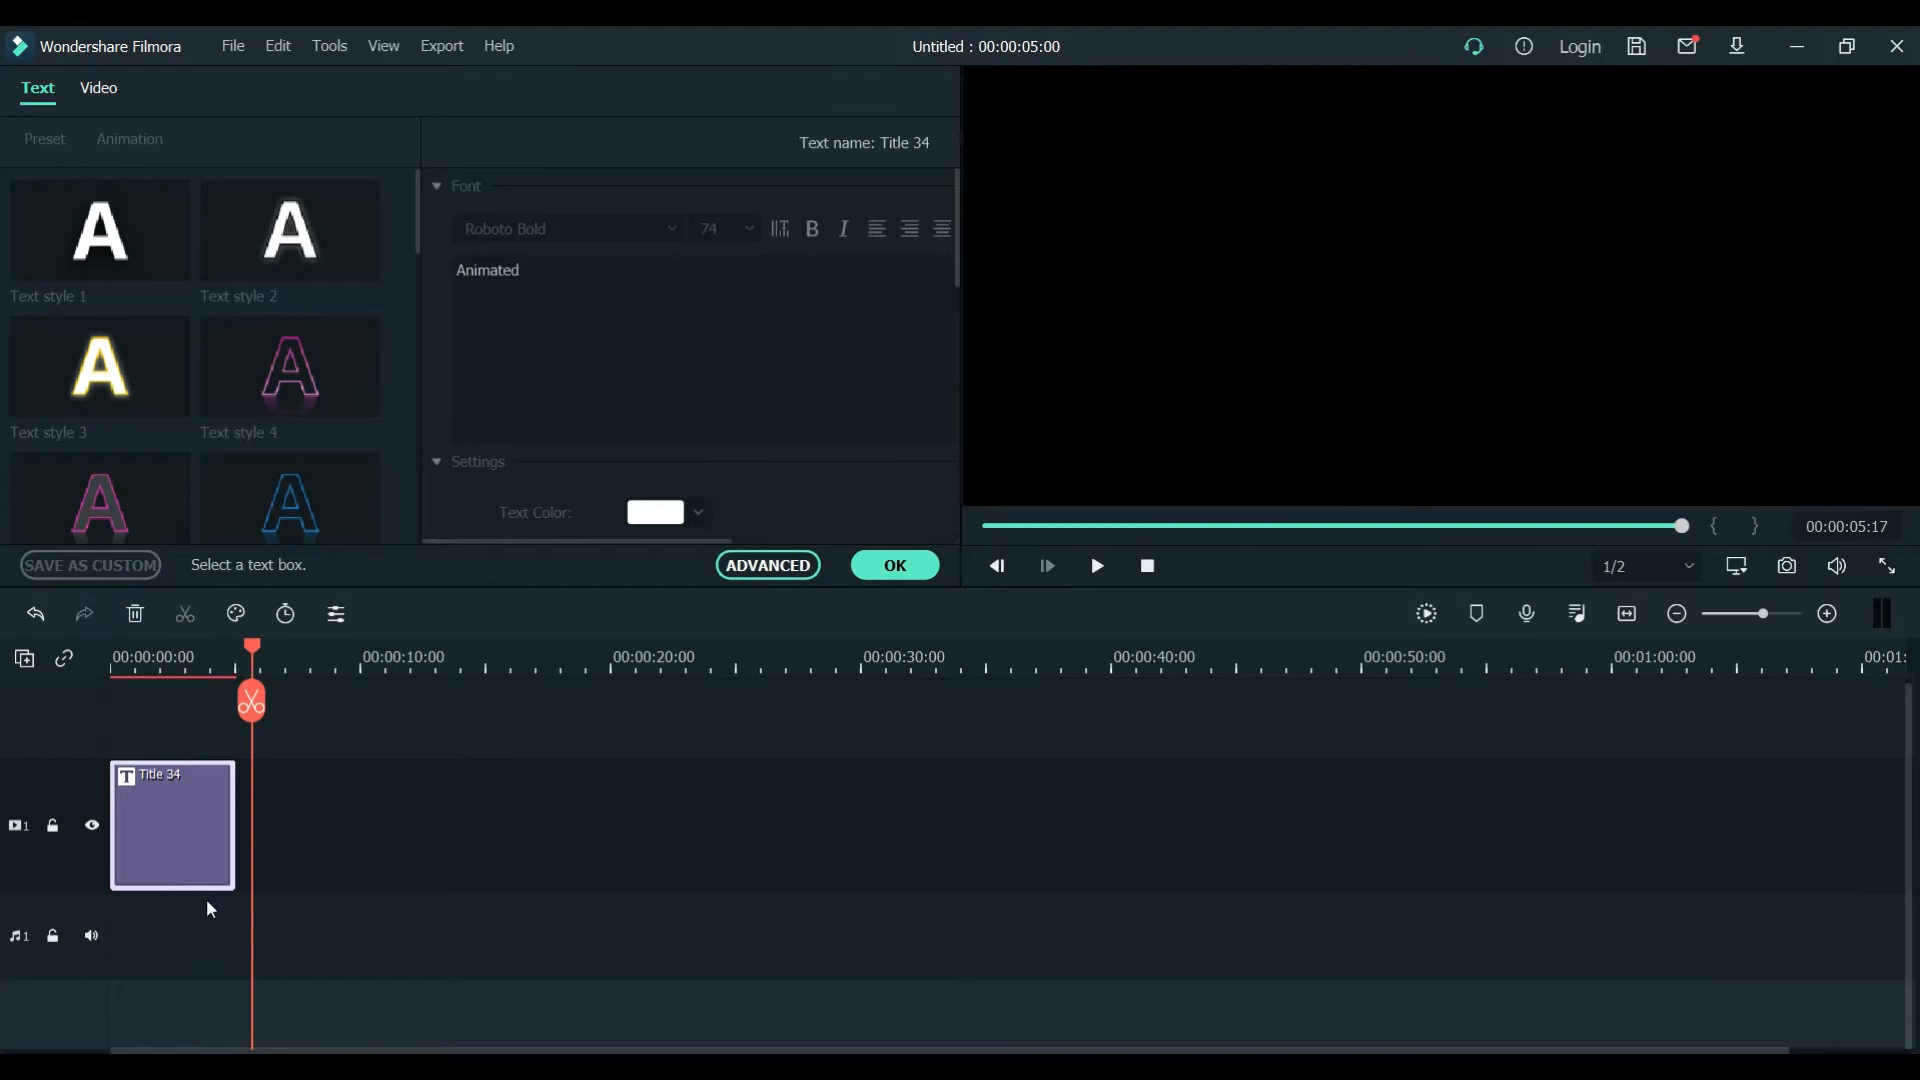 Wondershare Filmora File Edit Tools View Export Help Untitled : 00:00:05:00 Login
Text Video
Preset Animation Text name: Title 34
Font
Roboto Bold 74 B I
Animated
A A
Text style 1 Text style 2
A A
Text style 3 Text style 4
A A
Settings
Text Color:
{ } 00:00:05:17
SAVE AS CUSTOM Select a text box. ADVANCED OK 1/2
00:00:00:00 00:00:10:00 00:00:20:00 00:00:30:00 00:00:40:00 00:00:50:00 00:01:00:00 00:01:
T Title 34
1
1